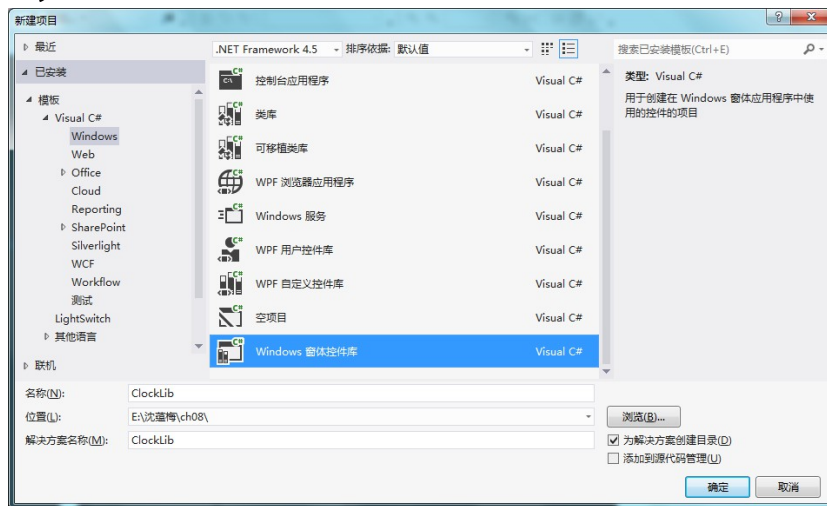 新建项目
最近
.NET Framework 4.5 排序依据: 默认值
搜索已安装模板(Ctrl+E)
已安装
模板
Visual C#
Windows
Web
Office
Cloud
Reporting
SharePoint
Silverlight
WCF
Workflow
测试
LightSwitch
其他语言
联机
控制台应用程序 Visual C#
类库 Visual C#
可移植类库 Visual C#
WPF 浏览器应用程序 Visual C#
Windows 服务 Visual C#
WPF 用户控件库 Visual C#
WPF 自定义控件库 Visual C#
空项目 Visual C#
Windows 窗体控件库 Visual C#
类型: Visual C#
用于创建在 Windows 窗体应用程序中使
用的控件的项目
名称(N): ClockLib
位置(L): E:\沈蕴梅\ch08\
浏览(B)...
解决方案名称(M): ClockLib
为解决方案创建目录(D)
添加到源代码管理(U)
确定 取消